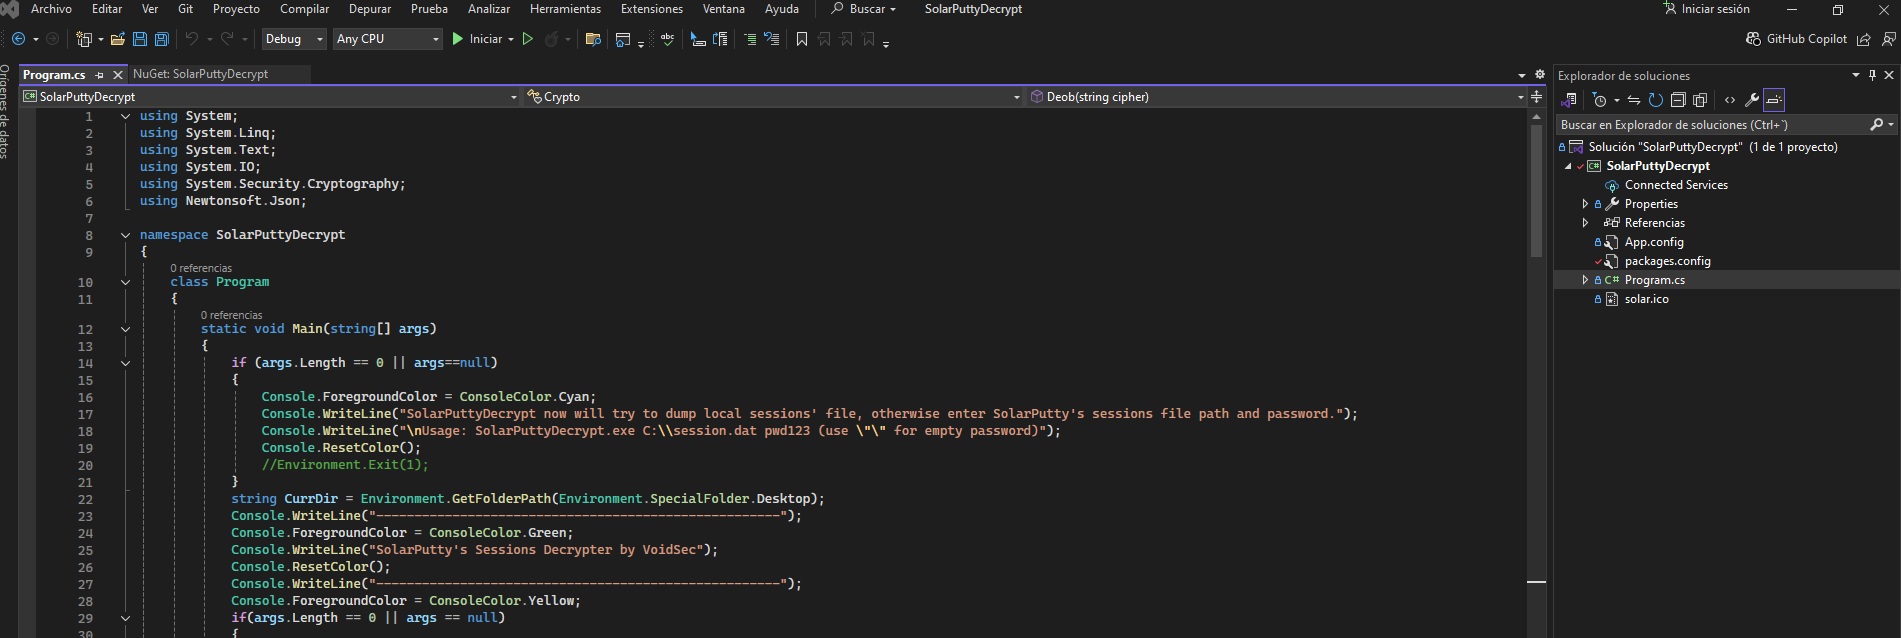 Archivo Editar Ver Git Proyecto Compilar Depurar Prueba Analizar Herramientas Extensiones Ventana Ayuda Buscar SolarPuttyDecrypt Iniciar sesión
Debug Any CPU Iniciar GitHub Copilot
Orígenes de datos
Program.cs NuGet: SolarPuttyDecrypt
SolarPuttyDecrypt Crypto Deob(string cipher)
1 using System;
2 using System.Linq;
3 using System.Text;
4 using System.IO;
5 using System.Security.Cryptography;
6 using Newtonsoft.Json;
7
8 namespace SolarPuttyDecrypt
9 {
0 referencias
10 class Program
11 {
0 referencias
12 static void Main(string[] args)
13 {
14 if (args.Length == 0 || args==null)
15 {
16 Console.ForegroundColor = ConsoleColor.Cyan;
17 Console.WriteLine("SolarPuttyDecrypt now will try to dump local sessions' file, otherwise enter SolarPutty's sessions file path and password.");
18 Console.WriteLine("\nUsage: SolarPuttyDecrypt.exe C:\\session.dat pwd123 (use \"\" for empty password)");
19 Console.ResetColor();
20 //Environment.Exit(1);
21 }
22 string CurrDir = Environment.GetFolderPath(Environment.SpecialFolder.Desktop);
23 Console.WriteLine("-----------------------------------------------------");
24 Console.ForegroundColor = ConsoleColor.Green;
25 Console.WriteLine("SolarPutty's Sessions Decrypter by VoidSec");
26 Console.ResetColor();
27 Console.WriteLine("-----------------------------------------------------");
28 Console.ForegroundColor = ConsoleColor.Yellow;
29 if(args.Length == 0 || args == null)
30 {
Explorador de soluciones
Buscar en Explorador de soluciones (Ctrl+`)
Solución "SolarPuttyDecrypt" (1 de 1 proyecto)
SolarPuttyDecrypt
Connected Services
Properties
Referencias
App.config
packages.config
C# Program.cs
solar.ico